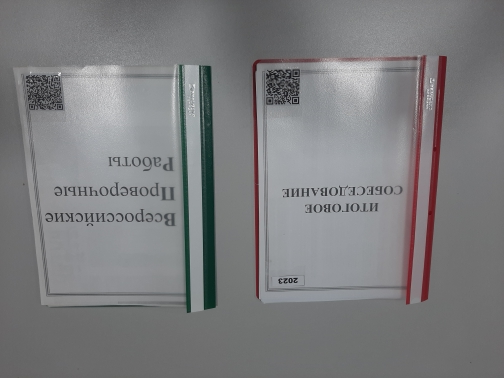 Всероссийские
Проверочные
Работы
ИТОГОВОЕ
СОБЕСЕДОВАНИЕ
2023